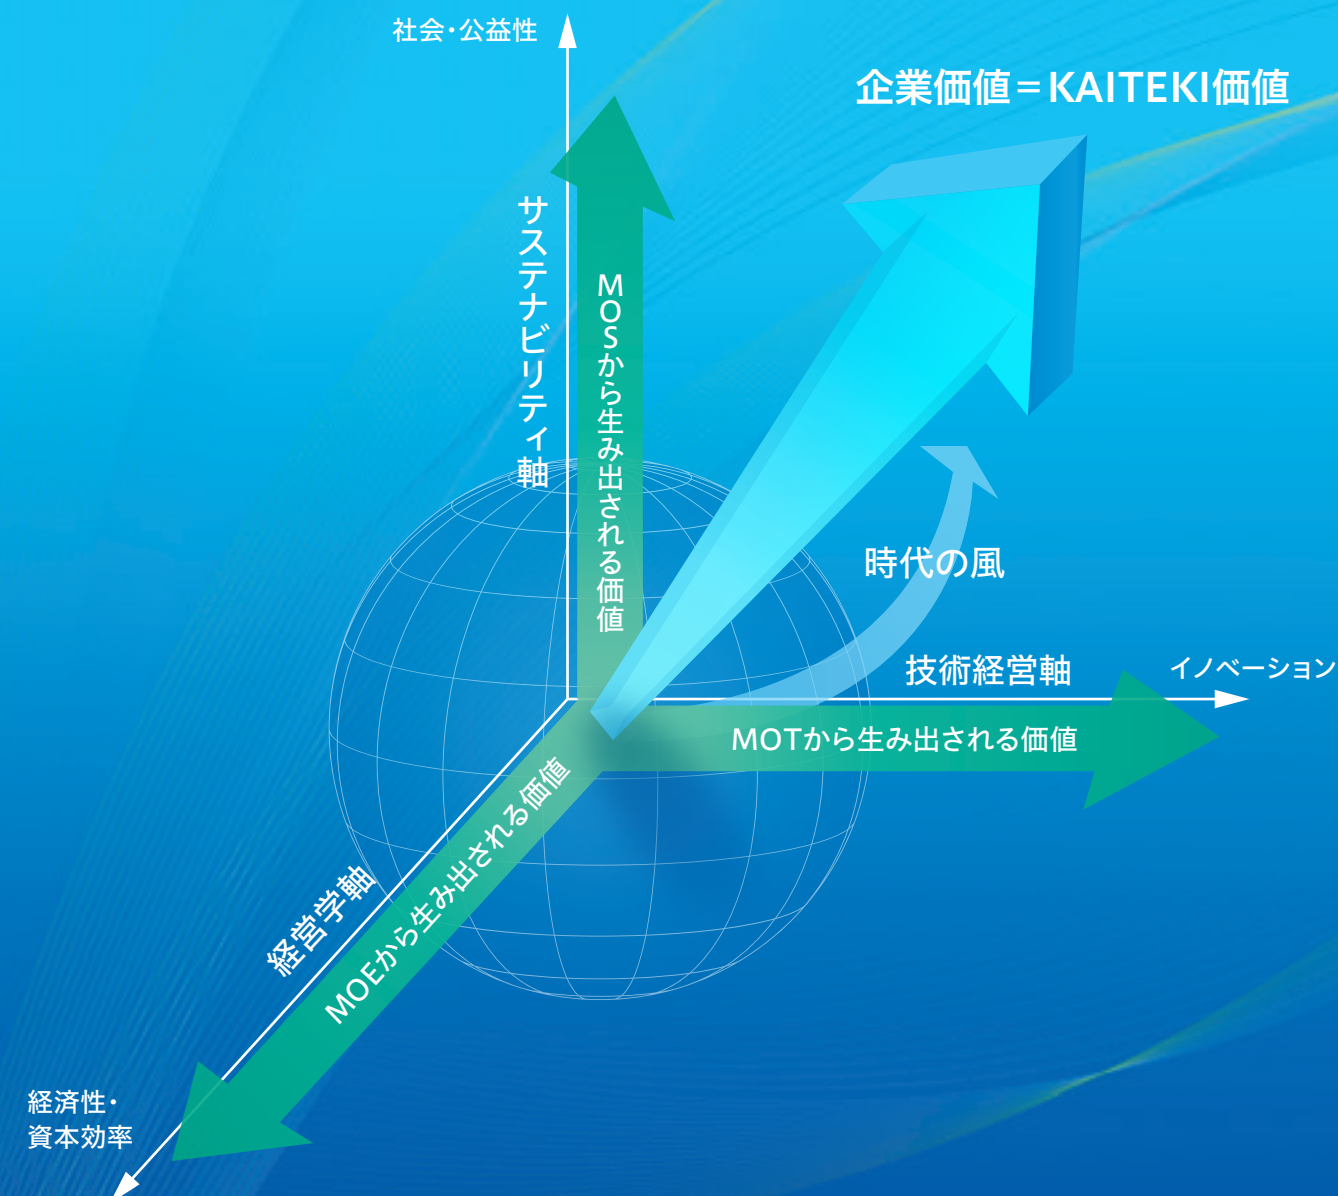 社会・公益性
企業価値＝KAITEKI価値
サステナビリティ軸
MOSから生み出される価値
時代の風
技術経営軸
イノベーション
MOTから生み出される価値
経営学軸
MOEから生み出される価値
経済性・
資本効率